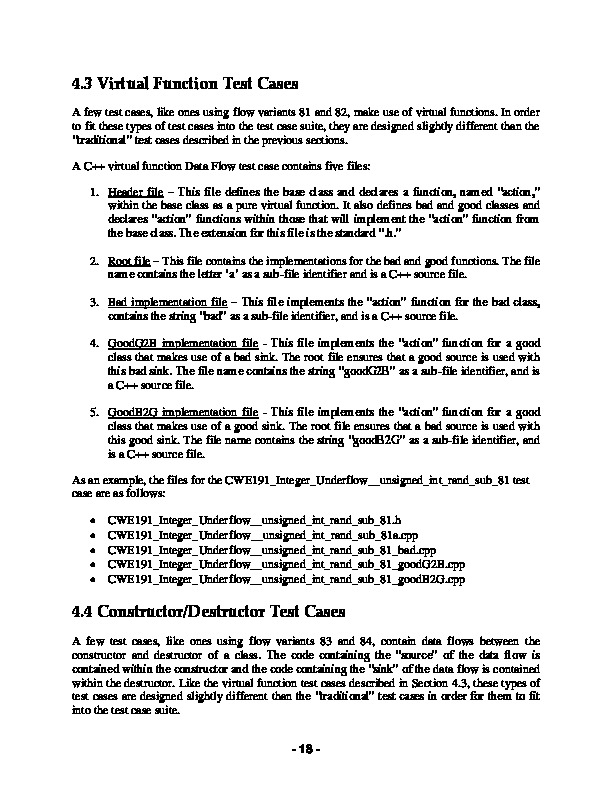 4.3 Virtual Function Test Cases
A few test cases, like ones using flow variants 81 and 82, make use of virtual functions. In order
to fit these types of test cases into the test case suite, they are designed slightly different than the
"traditional" test cases described in the previous sections.
A C++ virtual function Data Flow test case contains five files:
1. Header file – This file defines the base class and declares a function, named "action,"
within the base class as a pure virtual function. It also defines bad and good classes and
declares "action" functions within those that will implement the "action" function from
the base class. The extension for this file is the standard ".h."
2. Root file – This file contains the implementations for the bad and good functions. The file
name contains the letter 'a' as a sub-file identifier and is a C++ source file.
3. Bad implementation file – This file implements the "action" function for the bad class,
contains the string "bad" as a sub-file identifier, and is a C++ source file.
4. GoodG2B implementation file - This file implements the "action" function for a good
class that makes use of a bad sink. The root file ensures that a good source is used with
this bad sink. The file name contains the string "goodG2B" as a sub-file identifier, and is
a C++ source file.
5. GoodB2G implementation file - This file implements the "action" function for a good
class that makes use of a good sink. The root file ensures that a bad source is used with
this good sink. The file name contains the string "goodB2G" as a sub-file identifier, and
is a C++ source file.
As an example, the files for the CWE191_Integer_Underflow__unsigned_int_rand_sub_81 test
case are as follows:
• CWE191_Integer_Underflow__unsigned_int_rand_sub_81.h
• CWE191_Integer_Underflow__unsigned_int_rand_sub_81a.cpp
• CWE191_Integer_Underflow__unsigned_int_rand_sub_81_bad.cpp
• CWE191_Integer_Underflow__unsigned_int_rand_sub_81_goodG2B.cpp
• CWE191_Integer_Underflow__unsigned_int_rand_sub_81_goodB2G.cpp
4.4 Constructor/Destructor Test Cases
A few test cases, like ones using flow variants 83 and 84, contain data flows between the
constructor and destructor of a class. The code containing the "source" of the data flow is
contained within the constructor and the code containing the "sink" of the data flow is contained
within the destructor. Like the virtual function test cases described in Section 4.3, these types of
test cases are designed slightly different than the "traditional" test cases in order for them to fit
into the test case suite.
- 18 -